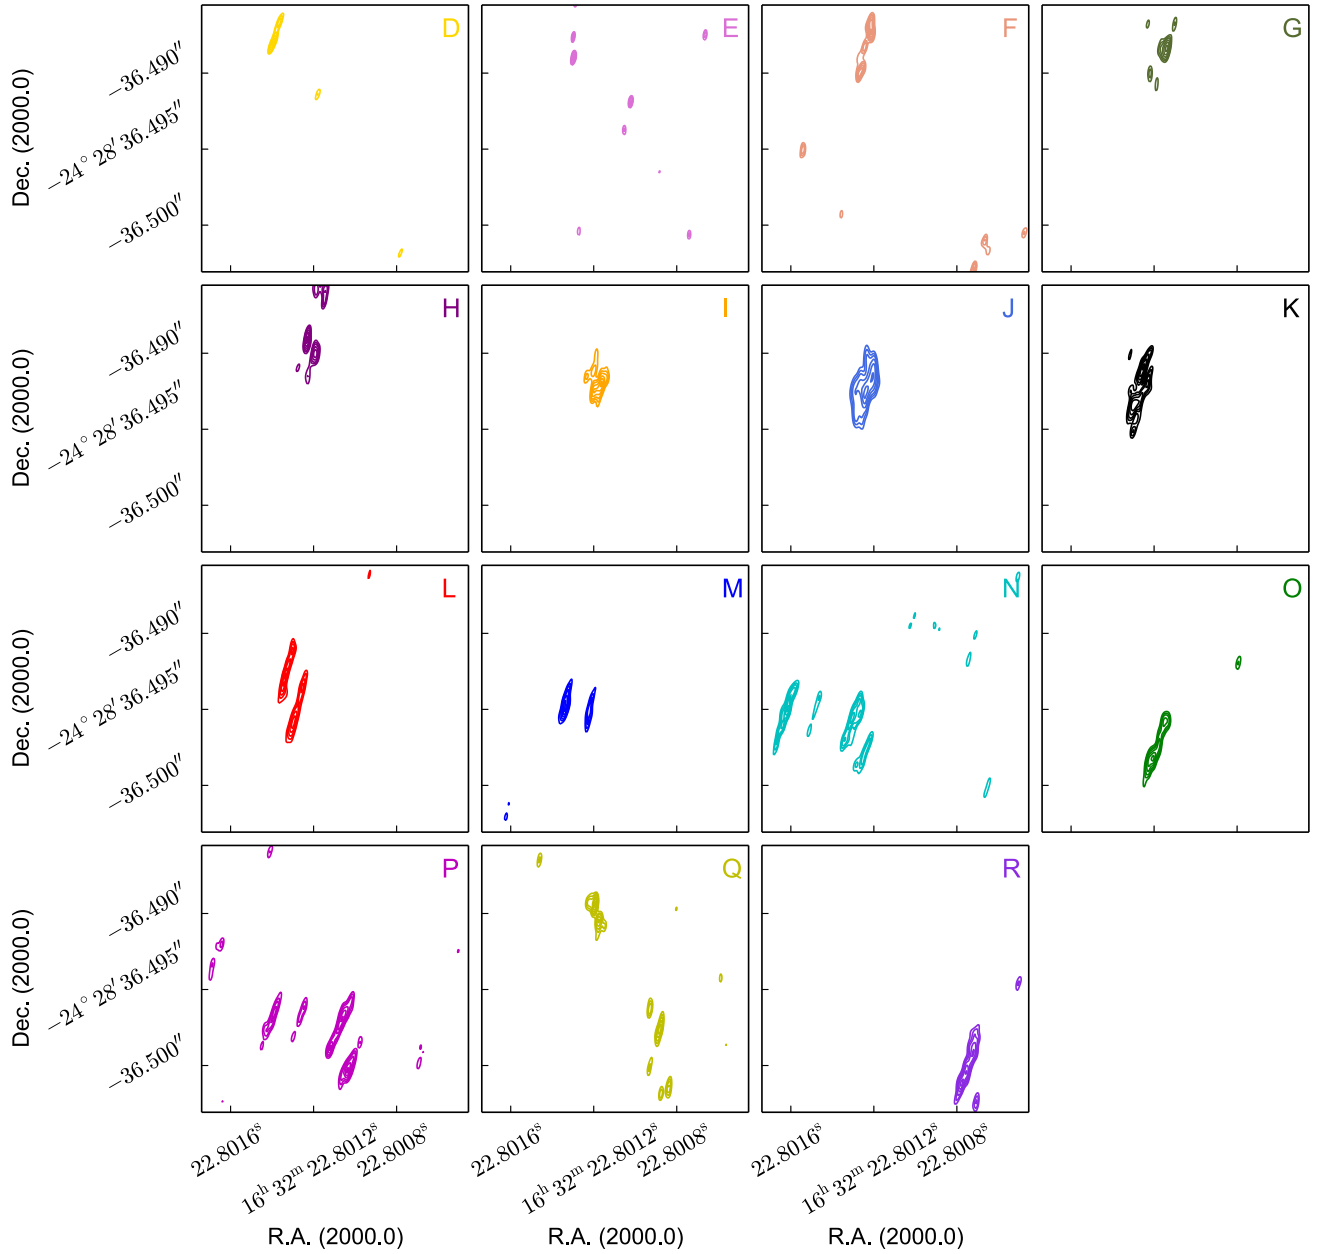 D
E
F
G
Dec. (2000.0)
−36.490″
−24° 28′ 36.495″
−36.500″
H
I
J
K
Dec. (2000.0)
−36.490″
−24° 28′ 36.495″
−36.500″
L
M
N
O
Dec. (2000.0)
−36.490″
−24° 28′ 36.495″
−36.500″
P
Q
R
Dec. (2000.0)
−36.490″
−24° 28′ 36.495″
−36.500″
22.8016ˢ
16ʰ 32ᵐ 22.8012ˢ
22.8008ˢ
22.8016ˢ
16ʰ 32ᵐ 22.8012ˢ
22.8008ˢ
22.8016ˢ
16ʰ 32ᵐ 22.8012ˢ
22.8008ˢ
R.A. (2000.0)
R.A. (2000.0)
R.A. (2000.0)